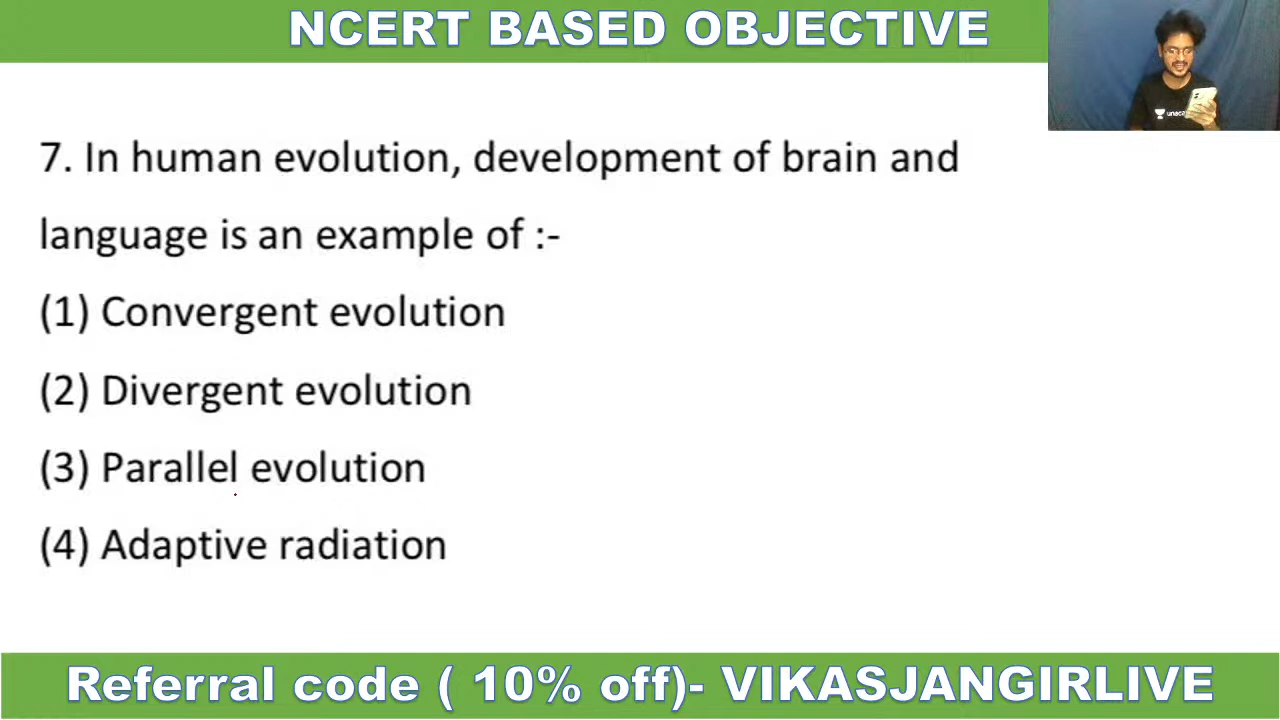 NCERT BASED OBJECTIVE
unaca
7. In human evolution, development of brain and
language is an example of :-
(1) Convergent evolution
(2) Divergent evolution
(3) Parallel evolution
(4) Adaptive radiation
Referral code ( 10% off)- VIKASJANGIRLIVE